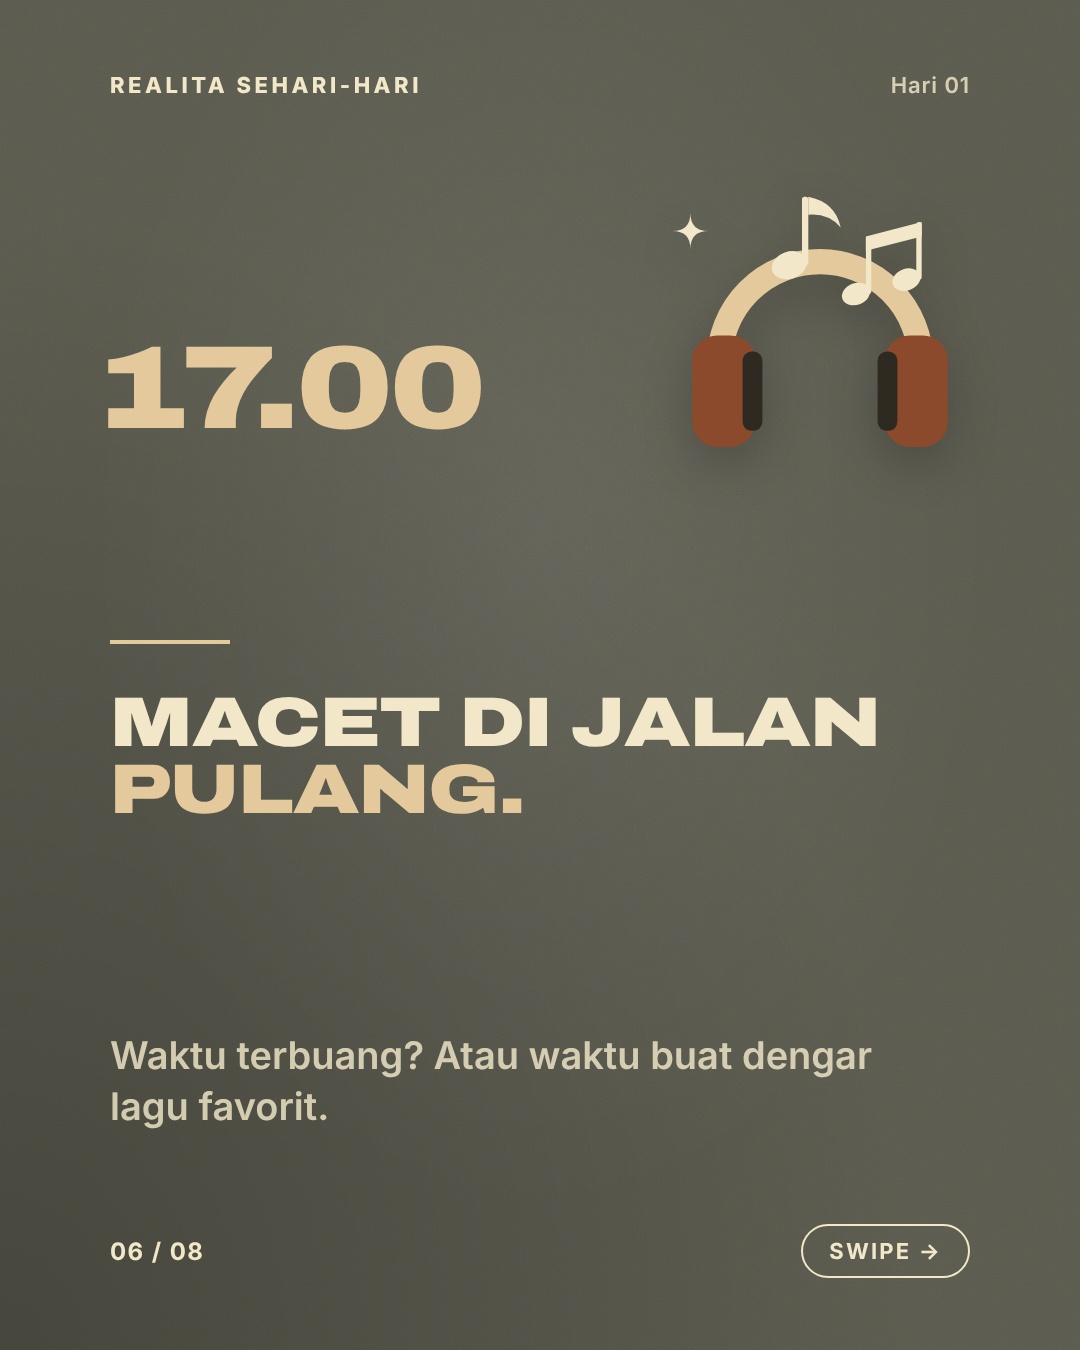 REALITA SEHARI-HARI
Hari 01
17.00
MACET DI JALAN
PULANG.
Waktu terbuang? Atau waktu buat dengar
lagu favorit.
06 / 08
SWIPE →